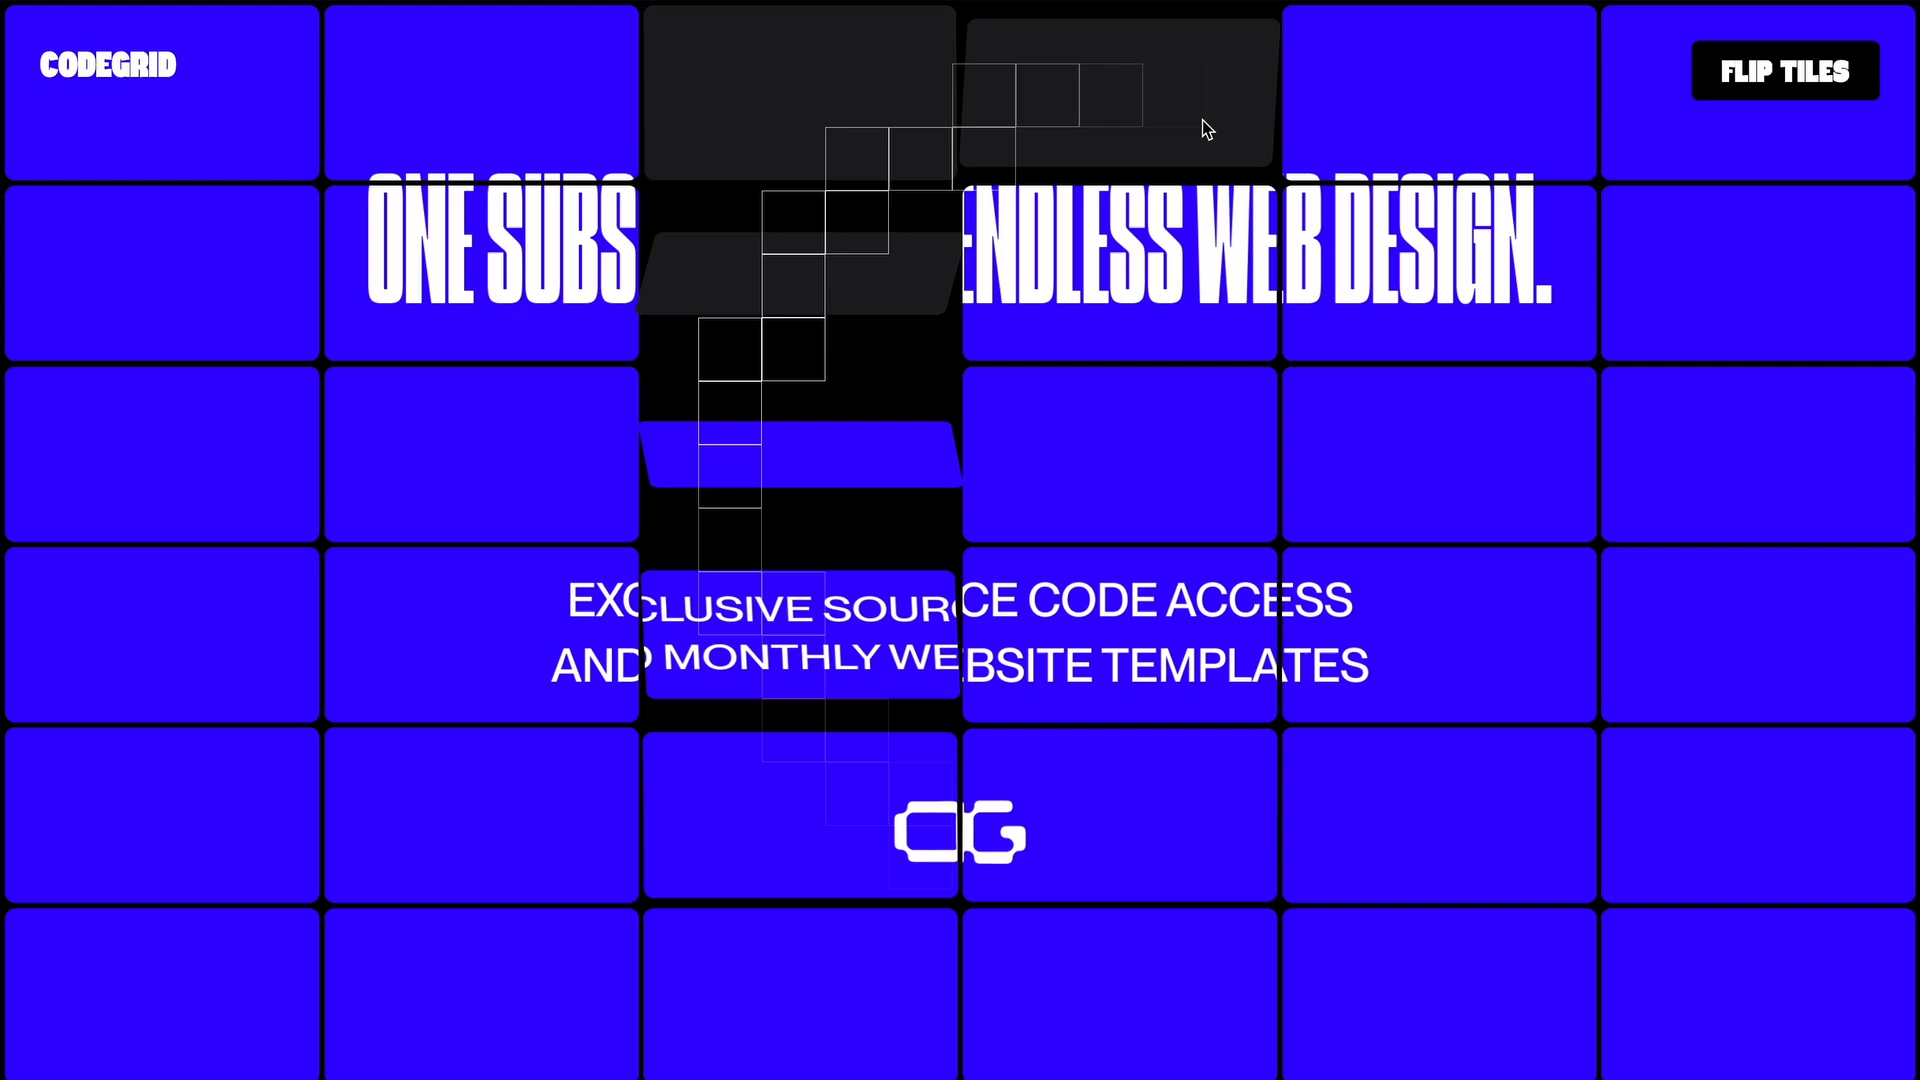 CODEGRID
FLIP TILES
ONE SUBS ENDLESS WEB DESIGN.
EXCLUSIVE SOURCE CODE ACCESS
AND MONTHLY WEBSITE TEMPLATES
CG